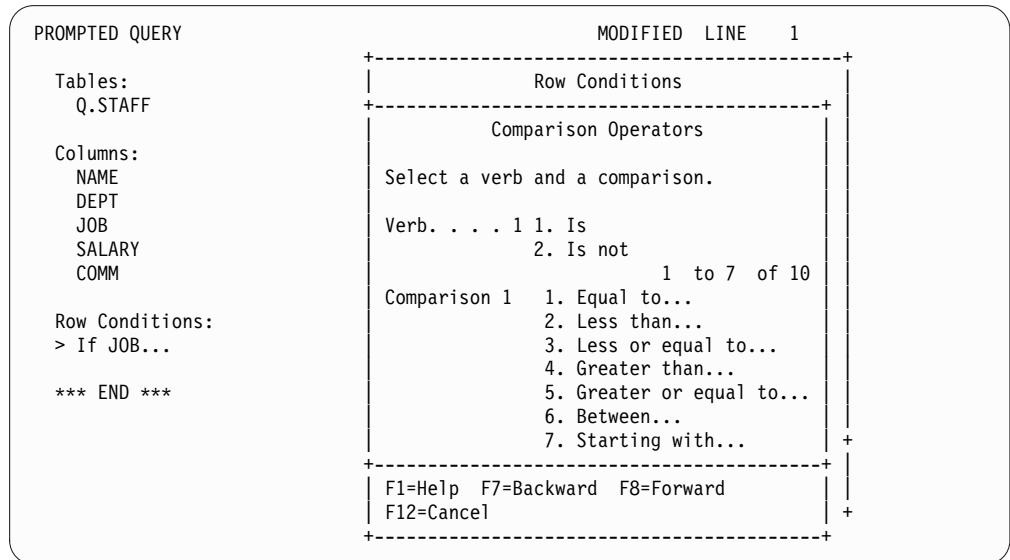 PROMPTED QUERY                                       MODIFIED  LINE    1
                               +--------------------------------------------+
  Tables:                      |               Row Conditions               |
    Q.STAFF                    +------------------------------------------+ |
                               |           Comparison Operators           | |
  Columns:                     |                                          | |
    NAME                       | Select a verb and a comparison.          | |
    DEPT                       |                                          | |
    JOB                        | Verb. . . . 1 1. Is                      | |
    SALARY                     |               2. Is not                  | |
    COMM                       |                           1  to 7  of 10 | |
                               | Comparison 1   1. Equal to...            | |
  Row Conditions:              |                2. Less than...           | |
  > If JOB...                  |                3. Less or equal to...    | |
                               |                4. Greater than...        | |
  *** END ***                  |                5. Greater or equal to... | |
                               |                6. Between...             | |
                               |                7. Starting with...       | +
                               +------------------------------------------+ |
                               | F1=Help  F7=Backward  F8=Forward         | |
                               | F12=Cancel                               | +
                               +------------------------------------------+